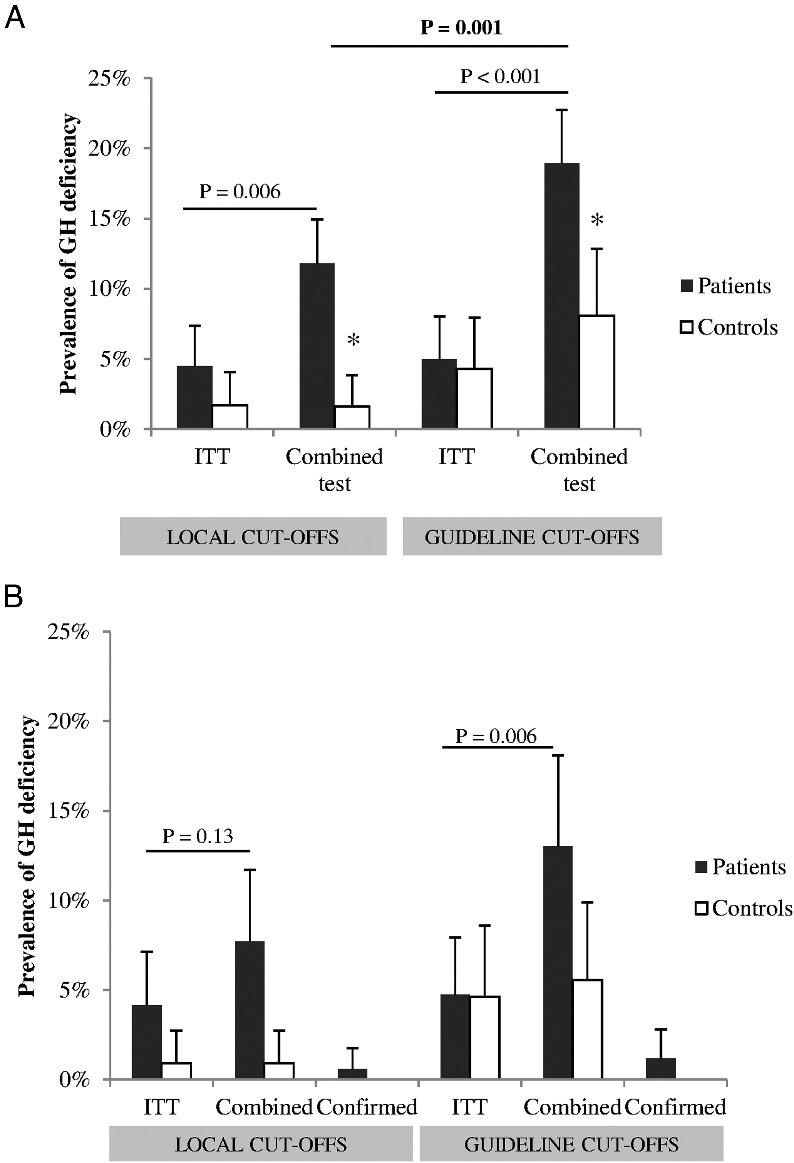 A
P = 0.001
25%
P < 0.001
20%
P = 0.006
15%
*
10%
*
5%
0%
Prevalence of GH deficiency
Patients
Controls
ITT
Combined
test
ITT
Combined
test
LOCAL CUT-OFFS
GUIDELINE CUT-OFFS
B
25%
20%
P = 0.006
15%
P = 0.13
10%
5%
0%
Prevalence of GH deficiency
Patients
Controls
ITT
Combined
Confirmed
ITT
Combined
Confirmed
LOCAL CUT-OFFS
GUIDELINE CUT-OFFS